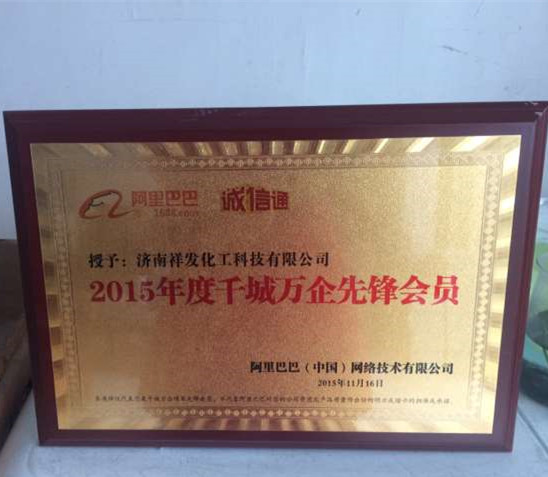 阿里巴巴 诚信通
1688.com
授予：济南祥发化工科技有限公司
2015年度千城万企先锋会员
阿里巴巴（中国）网络技术有限公司
2015年11月16日